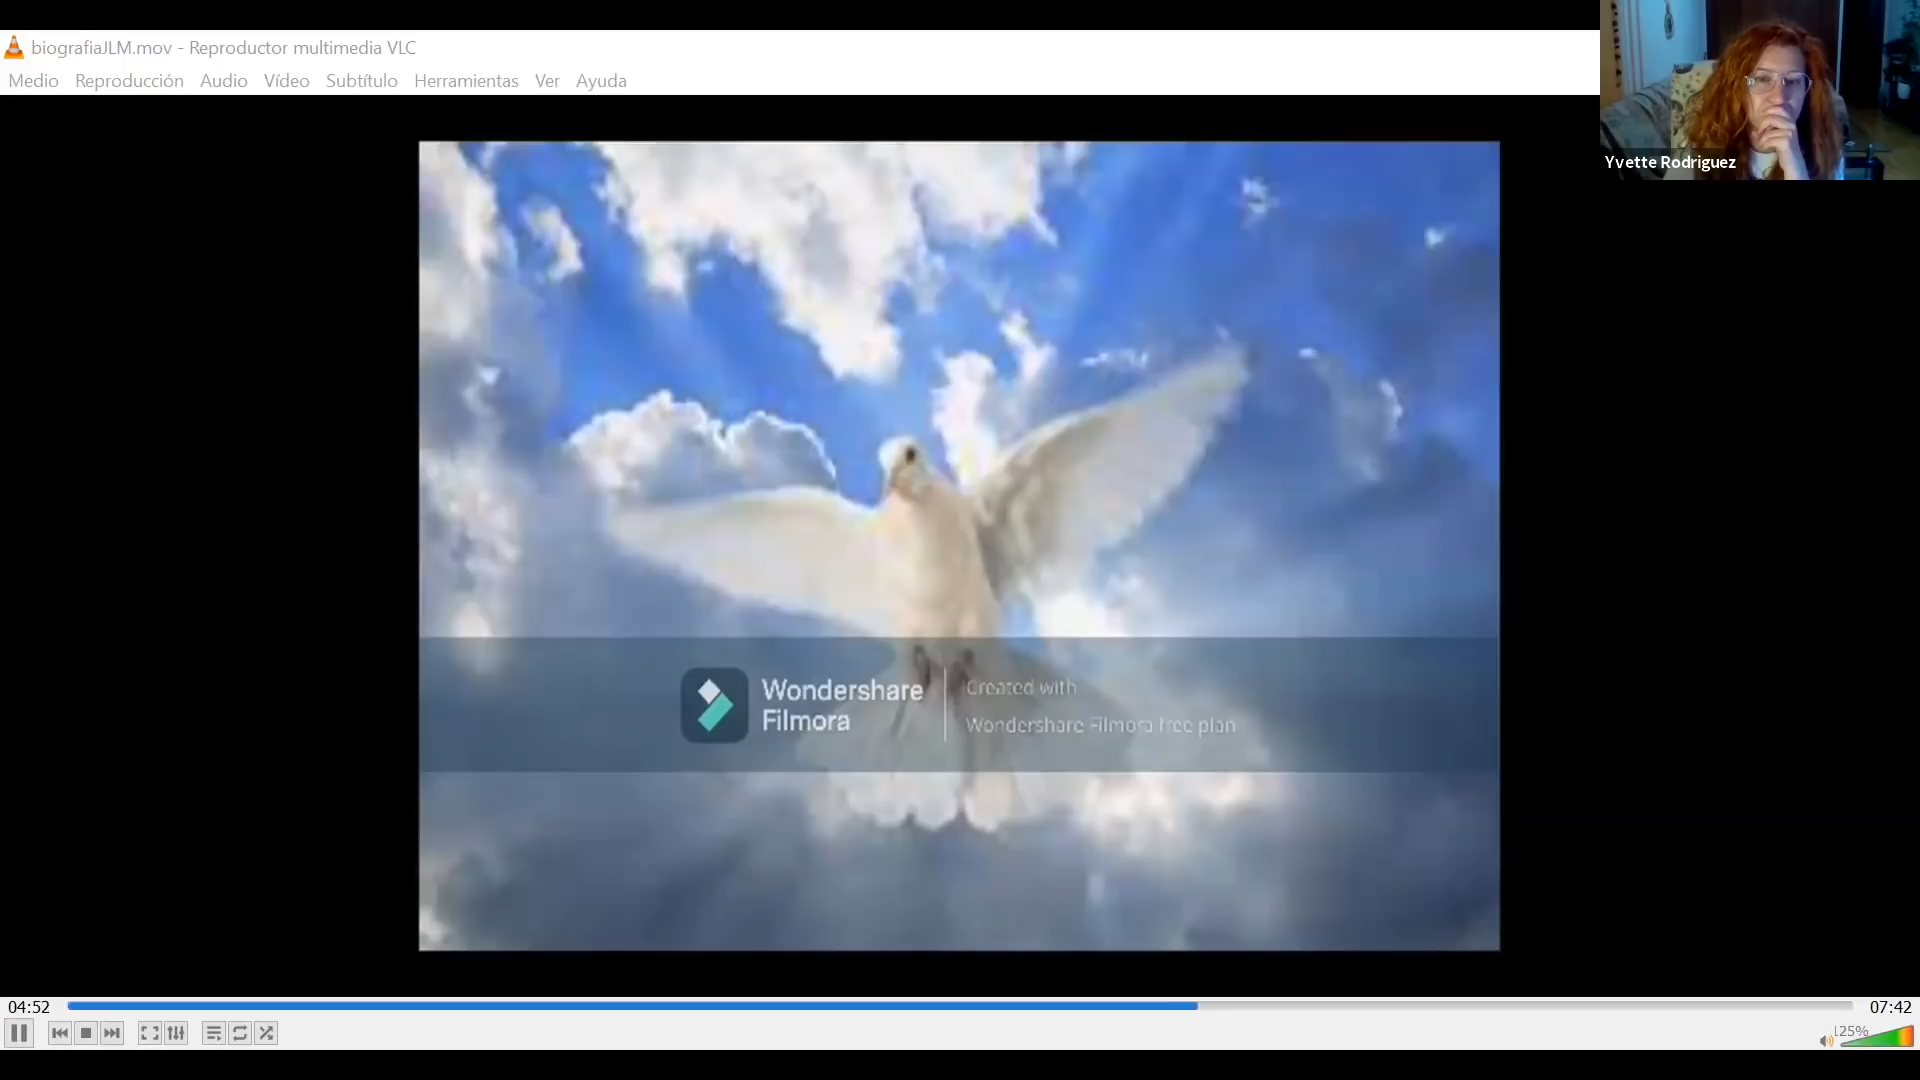 biografiaJLM.mov - Reproductor multimedia VLC
Medio Reproducción Audio Vídeo Subtítulo Herramientas Ver Ayuda
Yvette Rodriguez
Wondershare
Filmora
Created with
Wondershare Filmora free plan
04:52
07:42
125%